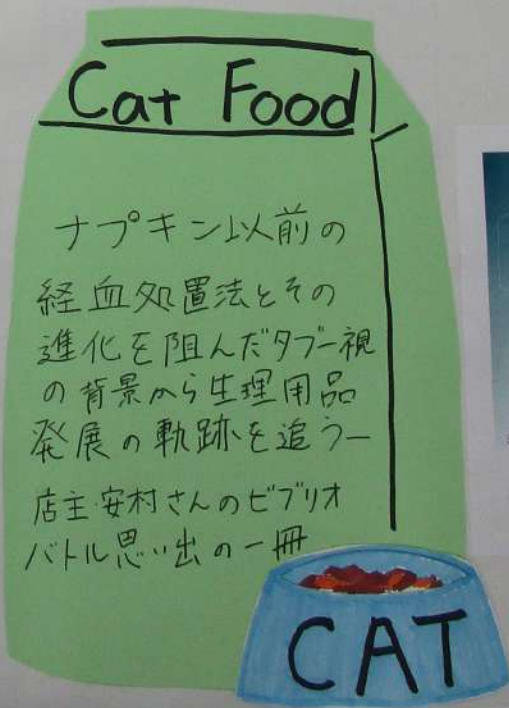 Cat Food
ナプキン以前の
経血処置法とその
進化を阻んだタブー視
の背景から生理用品
発展の軌跡を追うー
店主・安村さんのビブリオ
バトル思い出の一冊
CAT